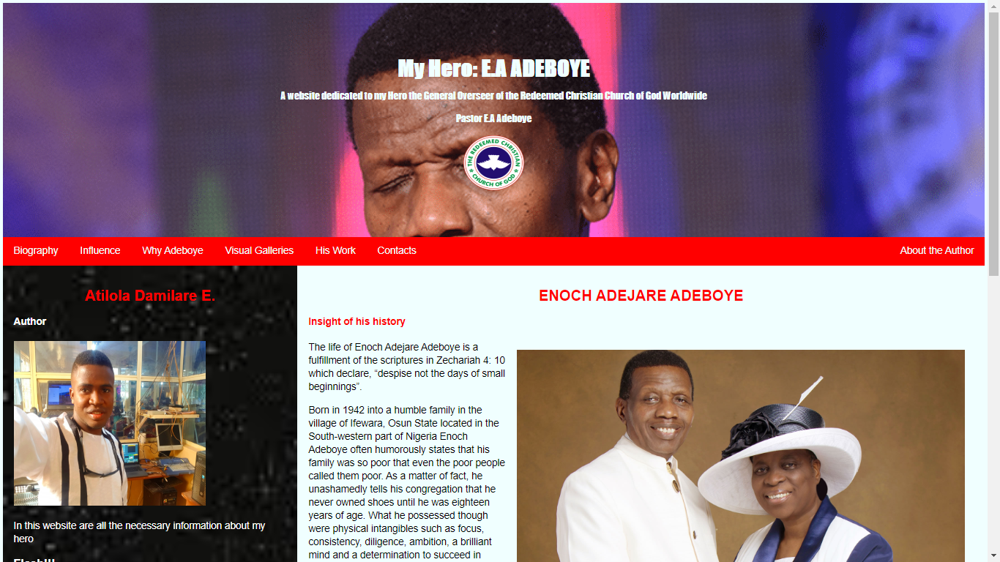 My Hero: E.A ADEBOYE
A website dedicated to my Hero the General Overseer of the Redeemed Christian Church of God Worldwide
Pastor E.A Adeboye
THE REDEEMED CHRISTIAN
CHURCH OF GOD
Biography Influence Why Adeboye Visual Galleries His Work Contacts About the Author
Atilola Damilare E.
Author
In this website are all the necessary information about my
hero
ENOCH ADEJARE ADEBOYE
Insight of his history
The life of Enoch Adejare Adeboye is a
fulfillment of the scriptures in Zechariah 4: 10
which declare, “despise not the days of small
beginnings”.
Born in 1942 into a humble family in the
village of Ifewara, Osun State located in the
South-western part of Nigeria Enoch
Adeboye often humorously states that his
family was so poor that even the poor people
called them poor. As a matter of fact, he
unashamedly tells his congregation that he
never owned shoes until he was eighteen
years of age. What he possessed though
were physical intangibles such as focus,
consistency, diligence, ambition, a brilliant
mind and a determination to succeed in